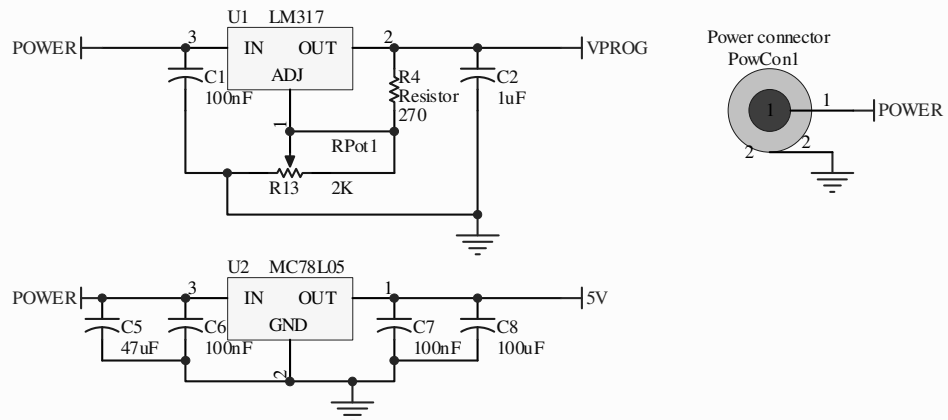 U1 LM317
POWER 3 IN OUT 2 VPROG
ADJ
C1
100nF
R4
Resistor
270
C2
1uF
1
RPot1
R13 2K
Power connector
PowCon1
1 1 POWER
2 2
U2 MC78L05
POWER 3 IN OUT 1 5V
GND
C5
47uF
C6
100nF
C7
100nF
C8
100uF
2